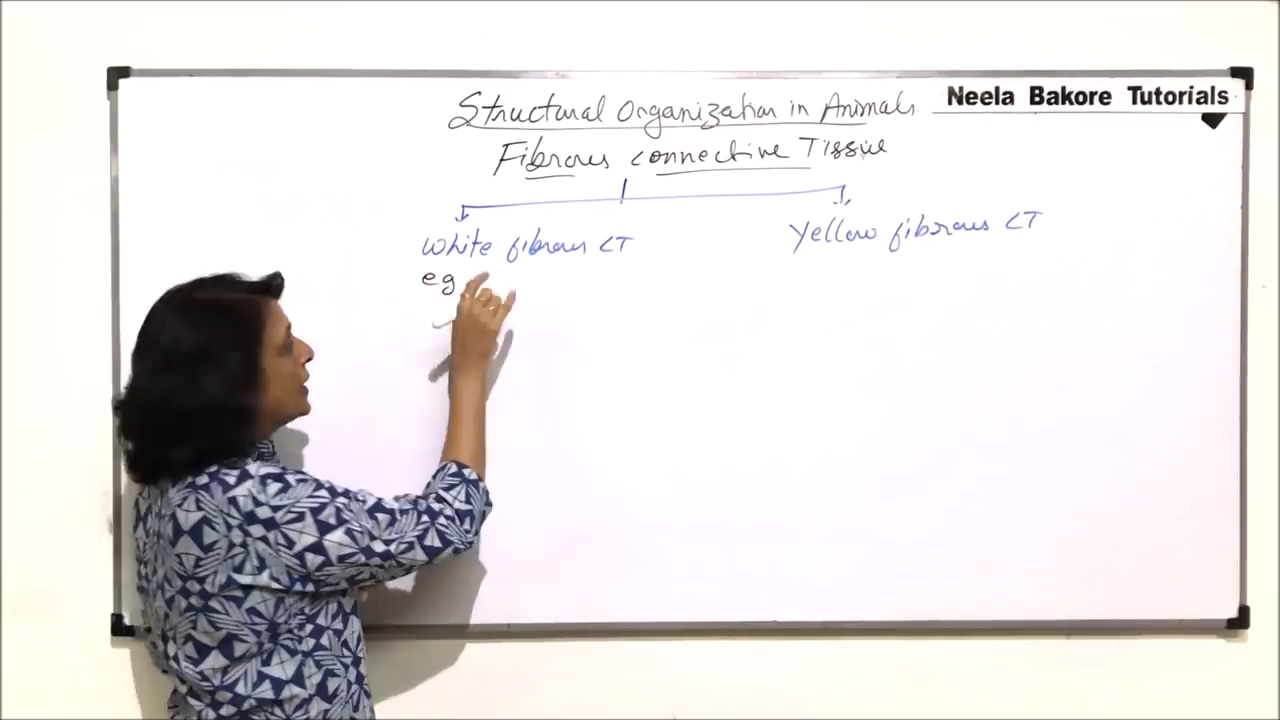 Neela Bakore Tutorials
Structural Organization in Animals
Fibrous connective Tissue
White fibrous CT
Yellow fibrous CT
eg